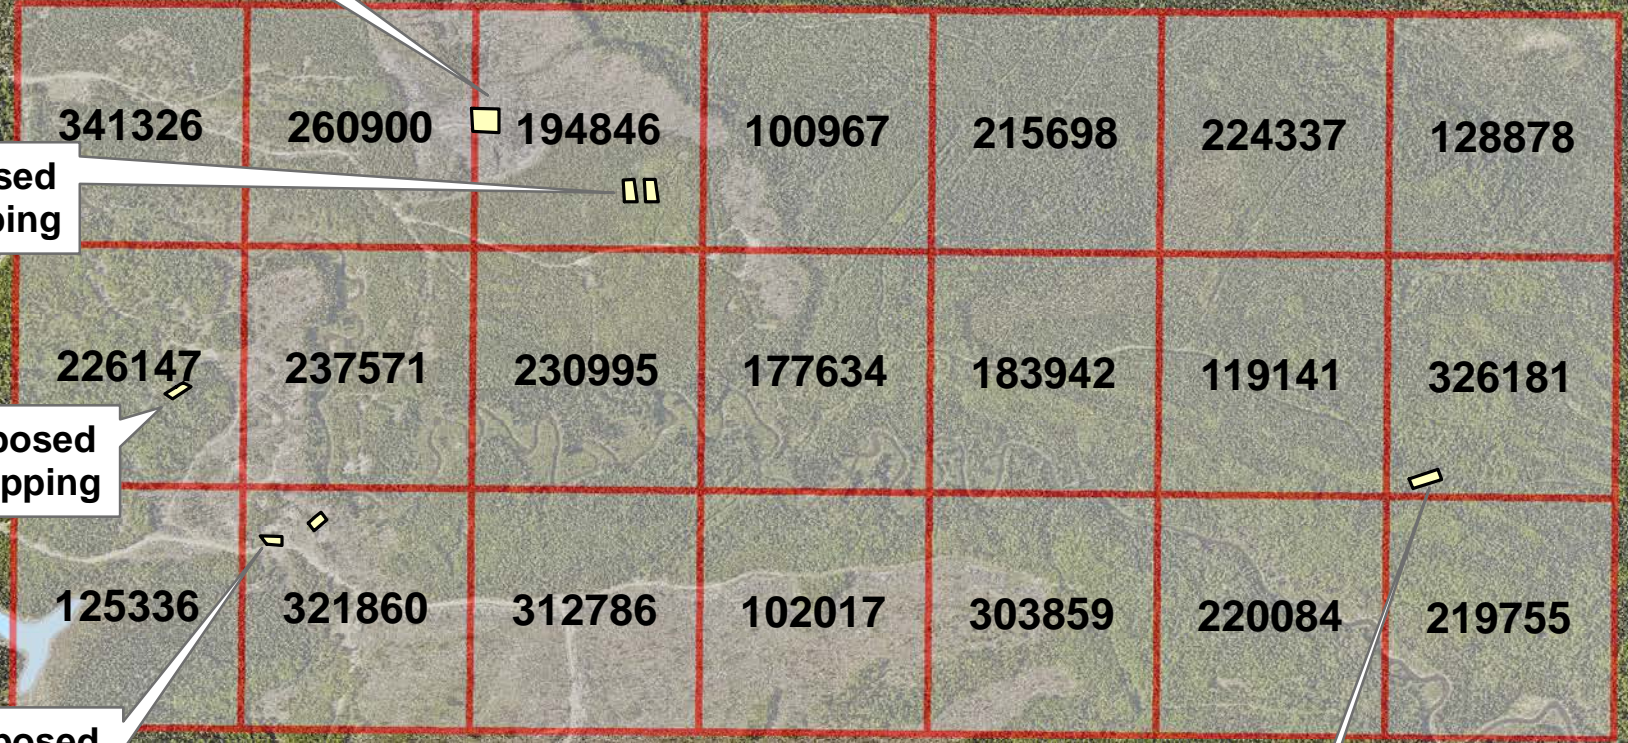 341326 260900 194846 100967 215698 224337 128878
sed
ping
226147 237571 230995 177634 183942 119141 326181
posed
pping
125336 321860 312786 102017 303859 220084 219755
posed